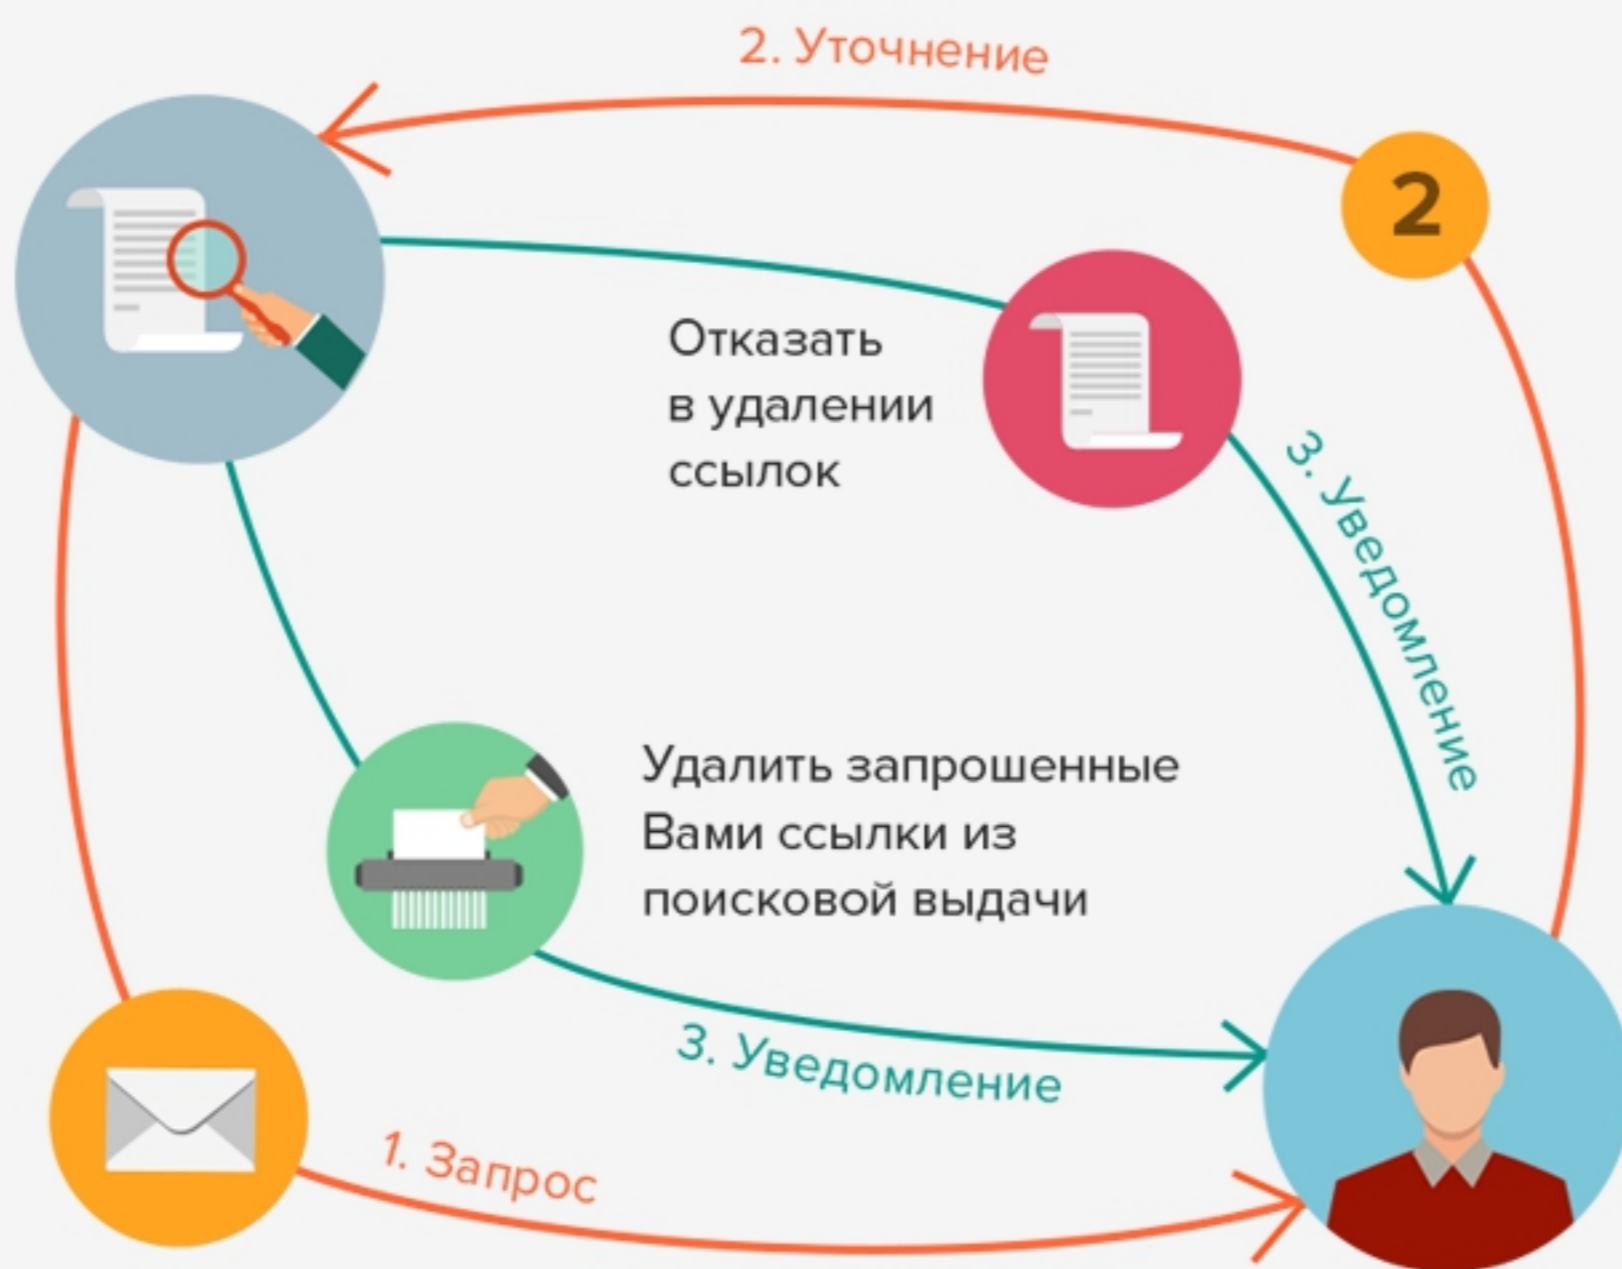 2. Уточнение
2
Отказать
в удалении
ссылок
3. Уведомление
Удалить запрошенные
Вами ссылки из
поисковой выдачи
3. Уведомление
1. Запрос